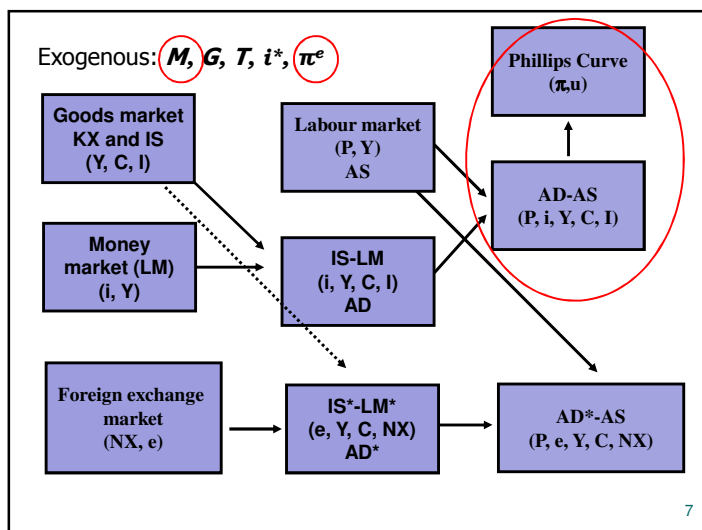 Exogenous: M, G, T, i*, πᵉ
Phillips Curve
(π,u)
Goods market
KX and IS
(Y, C, I)
Labour market
(P, Y)
AS
AD-AS
(P, i, Y, C, I)
Money
market (LM)
(i, Y)
IS-LM
(i, Y, C, I)
AD
Foreign exchange
market
(NX, e)
IS*-LM*
(e, Y, C, NX)
AD*
AD*-AS
(P, e, Y, C, NX)
7